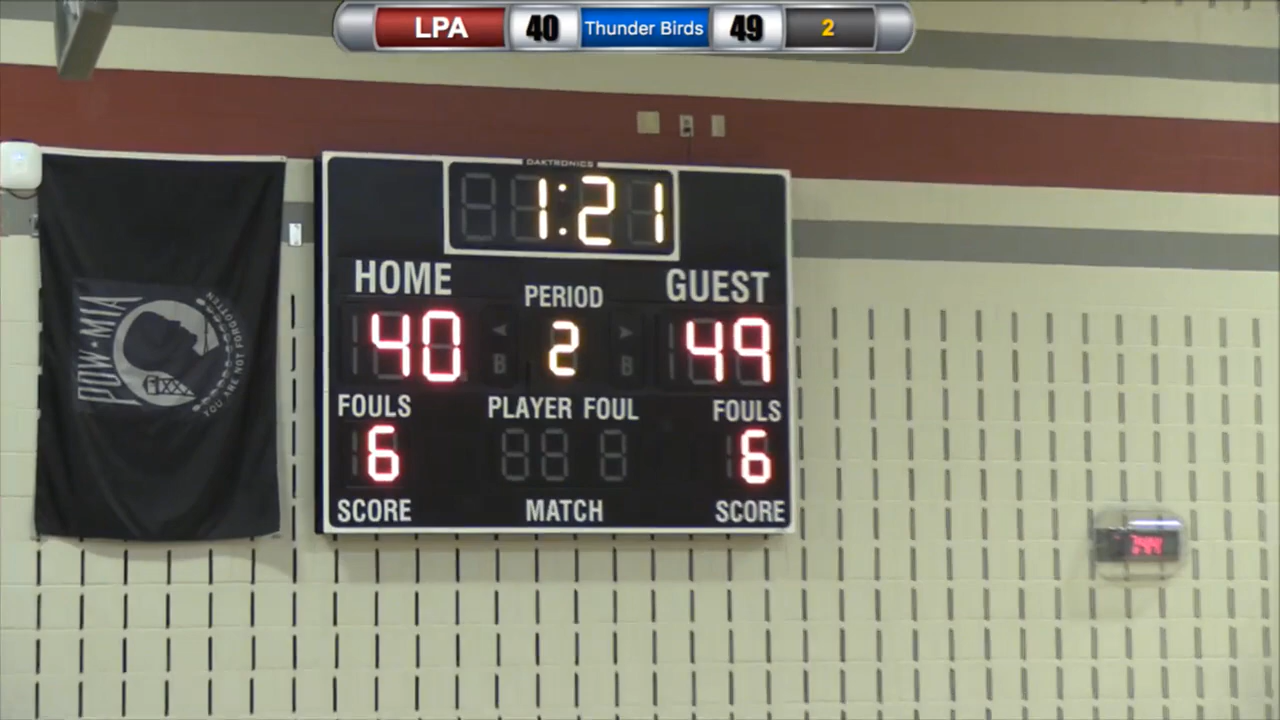 LPA 40 Thunder Birds 49 2
DAKTRONICS
1:21
HOME PERIOD GUEST
40 2 49
B B
FOULS PLAYER FOUL FOULS
6 6
SCORE MATCH SCORE
POW★MIA
YOU ARE NOT FORGOTTEN